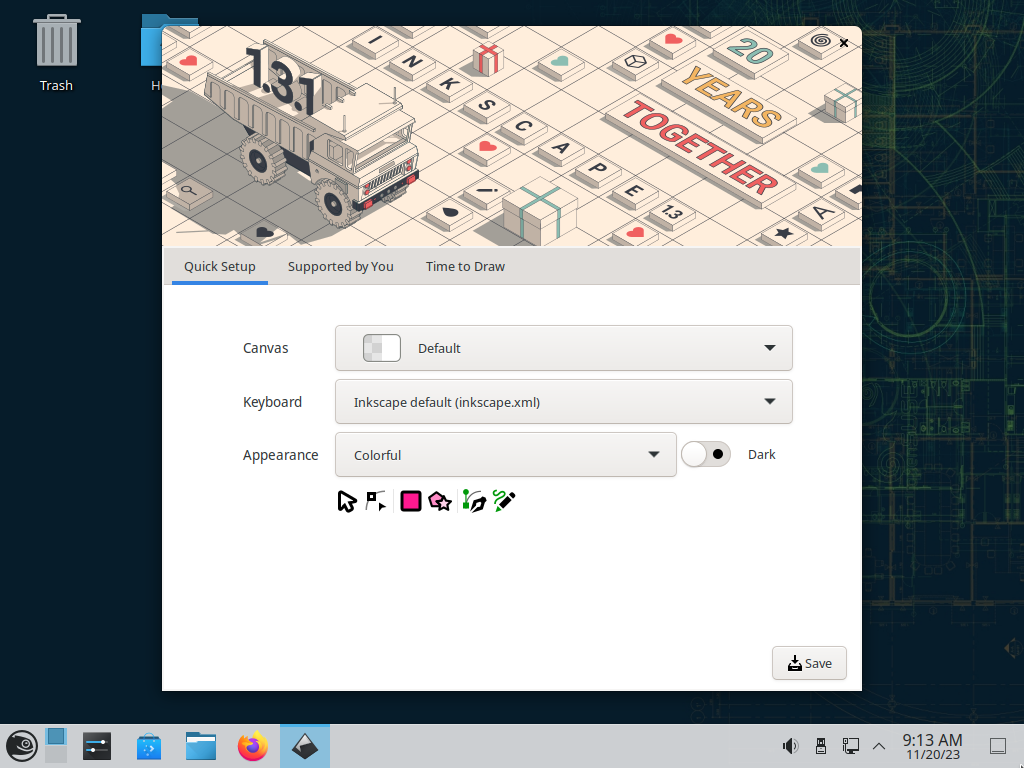 Trash
H
1.3.1
INKSCAPE
1.3
!
20
YEARS
TOGETHER
A
Quick Setup
Supported by You
Time to Draw
Canvas
Default
Keyboard
Inkscape default (inkscape.xml)
Appearance
Colorful
Dark
Save
9:13 AM
11/20/23